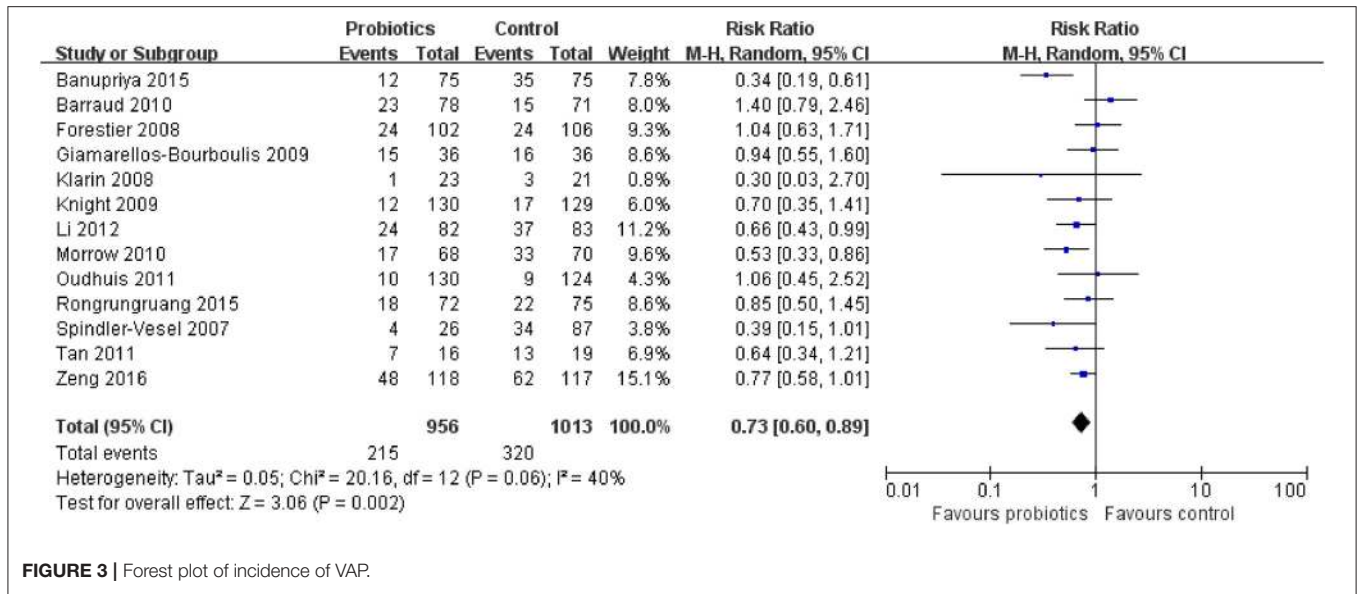 Probiotics Control Risk Ratio Risk Ratio
Study or Subgroup Events Total Events Total Weight M-H, Random, 95% CI M-H, Random, 95% CI
Banupriya 2015 12 75 35 75 7.8% 0.34 [0.19, 0.61]
Barraud 2010 23 78 15 71 8.0% 1.40 [0.79, 2.46]
Forestier 2008 24 102 24 106 9.3% 1.04 [0.63, 1.71]
Giamarellos-Bourboulis 2009 15 36 16 36 8.6% 0.94 [0.55, 1.60]
Klarin 2008 1 23 3 21 0.8% 0.30 [0.03, 2.70]
Knight 2009 12 130 17 129 6.0% 0.70 [0.35, 1.41]
Li 2012 24 82 37 83 11.2% 0.66 [0.43, 0.99]
Morrow 2010 17 68 33 70 9.6% 0.53 [0.33, 0.86]
Oudhuis 2011 10 130 9 124 4.3% 1.06 [0.45, 2.52]
Rongrungruang 2015 18 72 22 75 8.6% 0.85 [0.50, 1.45]
Spindler-Vesel 2007 4 26 34 87 3.8% 0.39 [0.15, 1.01]
Tan 2011 7 16 13 19 6.9% 0.64 [0.34, 1.21]
Zeng 2016 48 118 62 117 15.1% 0.77 [0.58, 1.01]
Total (95% CI) 956 1013 100.0% 0.73 [0.60, 0.89]
Total events 215 320
Heterogeneity: Tau² = 0.05; Chi² = 20.16, df = 12 (P = 0.06); I² = 40%
Test for overall effect: Z = 3.06 (P = 0.002)
0.01 0.1 1 10 100
Favours probiotics Favours control
FIGURE 3 | Forest plot of incidence of VAP.